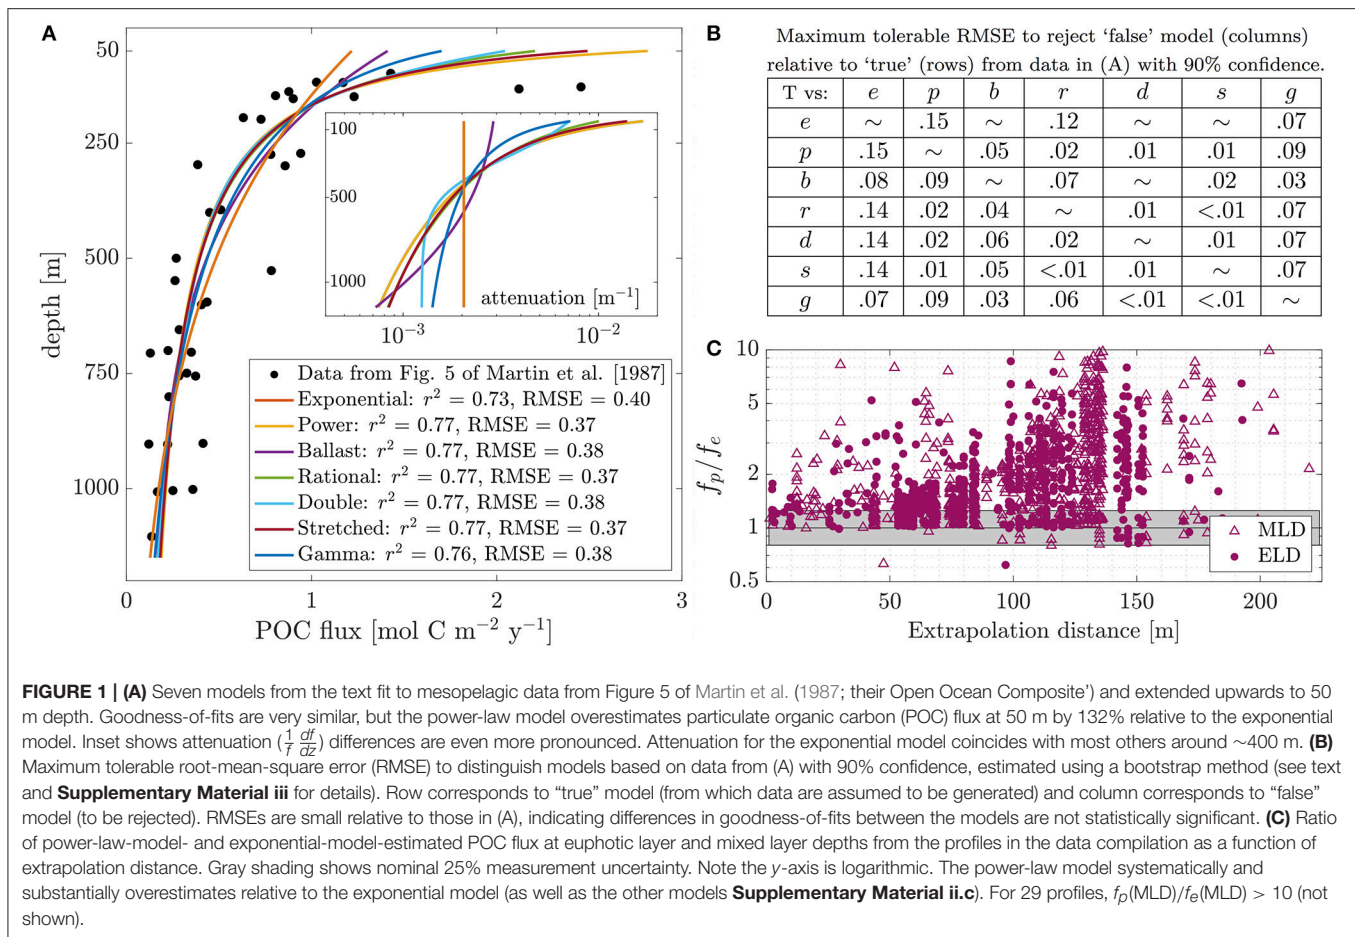 A
50
250
500
750
1000
depth [m]
0
1
2
3
POC flux [mol C m−2 y−1]
100
500
1000
attenuation [m−1]
10−3
10−2
Data from Fig. 5 of Martin et al. [1987]
Exponential: r2 = 0.73, RMSE = 0.40
Power: r2 = 0.77, RMSE = 0.37
Ballast: r2 = 0.77, RMSE = 0.38
Rational: r2 = 0.77, RMSE = 0.37
Double: r2 = 0.77, RMSE = 0.38
Stretched: r2 = 0.77, RMSE = 0.37
Gamma: r2 = 0.76, RMSE = 0.38
B
Maximum tolerable RMSE to reject ‘false’ model (columns)
relative to ‘true’ (rows) from data in (A) with 90% confidence.
T vs: e p b r d s g
e ∼ .15 ∼ .12 ∼ ∼ .07
p .15 ∼ .05 .02 .01 .01 .09
b .08 .09 ∼ .07 ∼ .02 .03
r .14 .02 .04 ∼ .01 <.01 .07
d .14 .02 .06 .02 ∼ .01 .07
s .14 .01 .05 <.01 .01 ∼ .07
g .07 .09 .03 .06 <.01 <.01 ∼
C
10
5
2
1
0.5
fp/fe
MLD
ELD
0
50
100
150
200
Extrapolation distance [m]
FIGURE 1 | (A) Seven models from the text fit to mesopelagic data from Figure 5 of Martin et al. (1987; their Open Ocean Composite’) and extended upwards to 50
m depth. Goodness-of-fits are very similar, but the power-law model overestimates particulate organic carbon (POC) flux at 50 m by 132% relative to the exponential
model. Inset shows attenuation (1/f df/dz) differences are even more pronounced. Attenuation for the exponential model coincides with most others around ∼400 m. (B)
Maximum tolerable root-mean-square error (RMSE) to distinguish models based on data from (A) with 90% confidence, estimated using a bootstrap method (see text
and Supplementary Material iii for details). Row corresponds to “true” model (from which data are assumed to be generated) and column corresponds to “false”
model (to be rejected). RMSEs are small relative to those in (A), indicating differences in goodness-of-fits between the models are not statistically significant. (C) Ratio
of power-law-model- and exponential-model-estimated POC flux at euphotic layer and mixed layer depths from the profiles in the data compilation as a function of
extrapolation distance. Gray shading shows nominal 25% measurement uncertainty. Note the y-axis is logarithmic. The power-law model systematically and
substantially overestimates relative to the exponential model (as well as the other models Supplementary Material ii.c). For 29 profiles, fp(MLD)/fe(MLD) > 10 (not
shown).